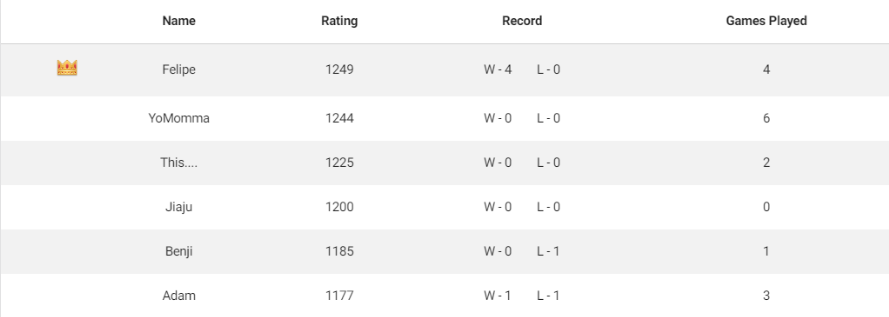 Name Rating Record Games Played
Felipe 1249 W - 4 L - 0 4
YoMomma 1244 W - 0 L - 0 6
This.... 1225 W - 0 L - 0 2
Jiaju 1200 W - 0 L - 0 0
Benji 1185 W - 0 L - 1 1
Adam 1177 W - 1 L - 1 3